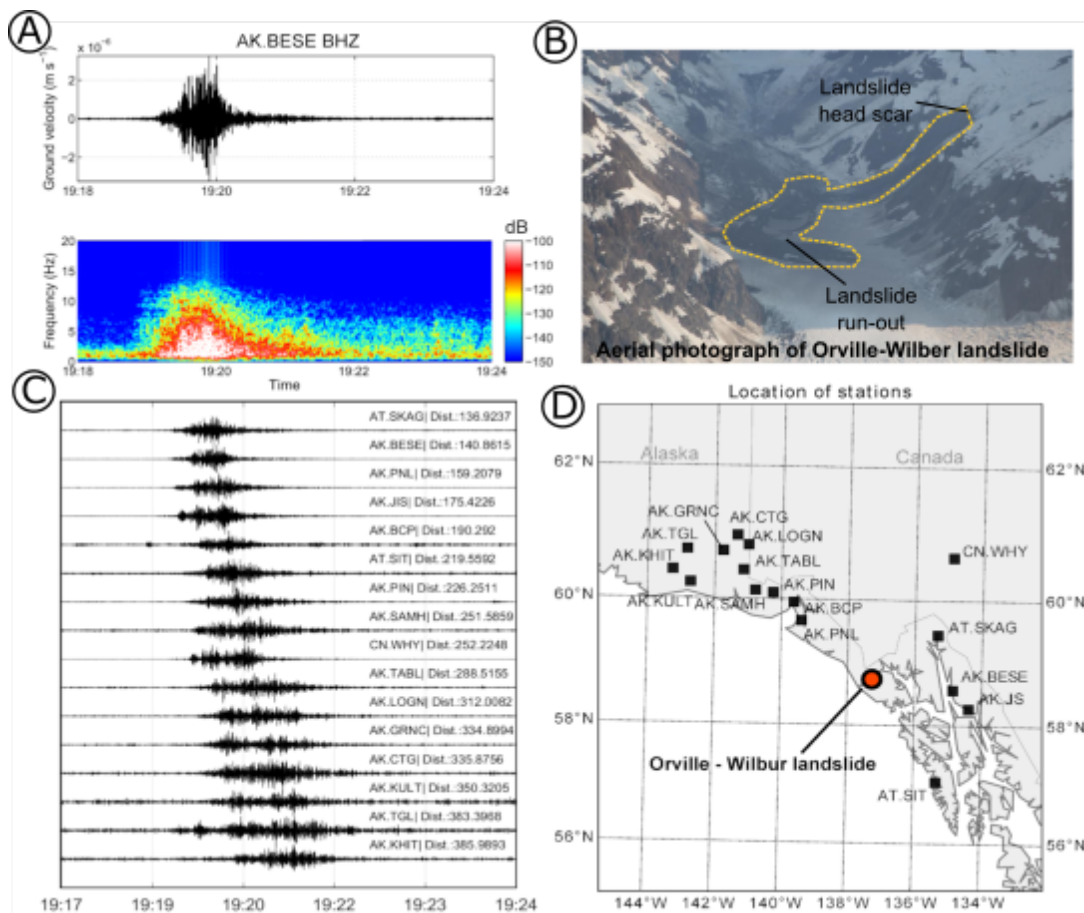 A
AK.BESE BHZ
x 10⁻⁶
Ground velocity (m s⁻¹)
2
0
−2
19:18 19:20 19:22 19:24
dB
Frequency (Hz)
20
15
10
5
0
−100
−110
−120
−130
−140
−150
19:18 19:20 19:22 19:24
Time
B
Landslide
head scar
Landslide
run-out
Aerial photograph of Orville-Wilber landslide
C
AT.SKAG| Dist.:136.9237
AK.BESE| Dist.:140.8615
AK.PNL| Dist.:159.2079
AK.JIS| Dist.:175.4226
AK.BCP| Dist.:190.292
AT.SIT| Dist.:219.5592
AK.PIN| Dist.:226.2511
AK.SAMH| Dist.:251.5859
CN.WHY| Dist.:252.2248
AK.TABL| Dist.:288.5155
AK.LOGN| Dist.:312.0082
AK.GRNC| Dist.:334.8994
AK.CTG| Dist.:335.8756
AK.KULT| Dist.:350.3205
AK.TGL| Dist.:383.3968
AK.KHIT| Dist.:385.9893
19:17 19:19 19:19 19:20 19:21 19:22 19:23 19:24
D
Location of stations
Alaska
Canada
62°N
62°N
AK.GRNC
AK.CTG
AK.TGL
AK.LOGN
AK.KHIT
AK.TABL
CN.WHY
60°N
AK.PIN
60°N
AK.KULT
AK.SAMH
AK.BCP
AK.PNL
AT.SKAG
AK.BESE
AK.JS
58°N
58°N
Orville - Wilbur landslide
AT.SIT
56°N
56°N
144°W 142°W 140°W 138°W 136°W 134°W